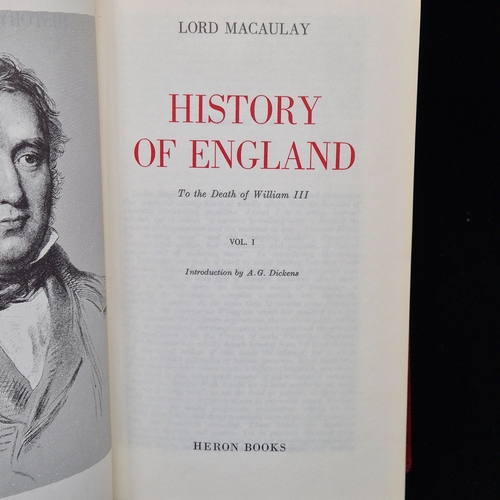 LORD MACAULAY
HISTORY
OF ENGLAND
To the Death of William III
VOL. I
Introduction by A. G. Dickens
HERON BOOKS